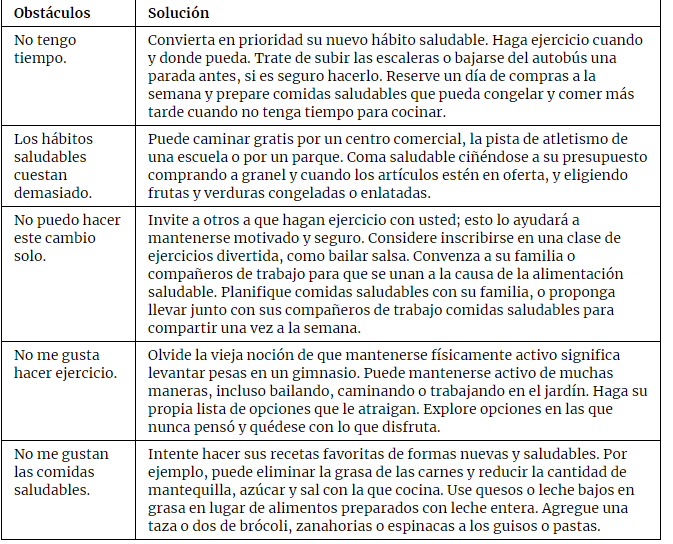 Obstáculos
Solución
No tengo
tiempo.
Convierta en prioridad su nuevo hábito saludable. Haga ejercicio cuando
y donde pueda. Trate de subir las escaleras o bajarse del autobús una
parada antes, si es seguro hacerlo. Reserve un día de compras a la
semana y prepare comidas saludables que pueda congelar y comer más
tarde cuando no tenga tiempo para cocinar.
Los hábitos
saludables
cuestan
demasiado.
Puede caminar gratis por un centro comercial, la pista de atletismo de
una escuela o por un parque. Coma saludable ciñéndose a su presupuesto
comprando a granel y cuando los artículos estén en oferta, y eligiendo
frutas y verduras congeladas o enlatadas.
No puedo hacer
este cambio
solo.
Invite a otros a que hagan ejercicio con usted; esto lo ayudará a
mantenerse motivado y seguro. Considere inscribirse en una clase de
ejercicios divertida, como bailar salsa. Convenza a su familia o
compañeros de trabajo para que se unan a la causa de la alimentación
saludable. Planifique comidas saludables con su familia, o proponga
llevar junto con sus compañeros de trabajo comidas saludables para
compartir una vez a la semana.
No me gusta
hacer ejercicio.
Olvide la vieja noción de que mantenerse físicamente activo significa
levantar pesas en un gimnasio. Puede mantenerse activo de muchas
maneras, incluso bailando, caminando o trabajando en el jardín. Haga su
propia lista de opciones que le atraigan. Explore opciones en las que
nunca pensó y quédese con lo que disfruta.
No me gustan
las comidas
saludables.
Intente hacer sus recetas favoritas de formas nuevas y saludables. Por
ejemplo, puede eliminar la grasa de las carnes y reducir la cantidad de
mantequilla, azúcar y sal con la que cocina. Use quesos o leche bajos en
grasa en lugar de alimentos preparados con leche entera. Agregue una
taza o dos de brócoli, zanahorias o espinacas a los guisos o pastas.